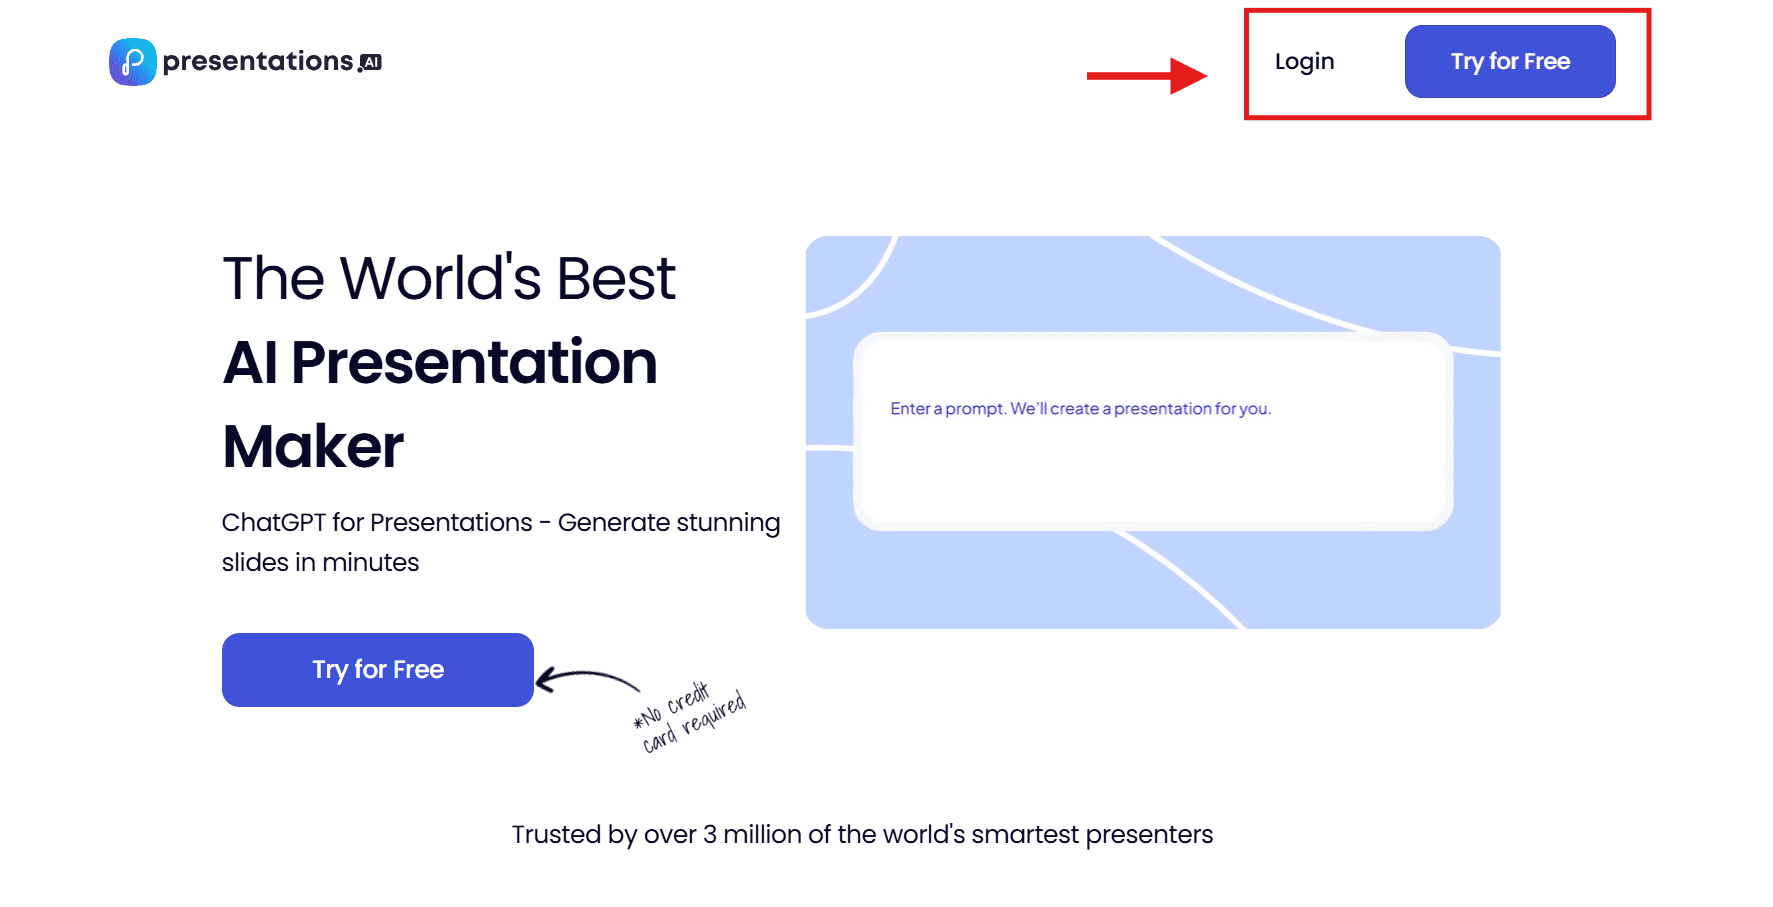 presentations.AI
Login
Try for Free
The World's Best
AI Presentation
Maker
ChatGPT for Presentations - Generate stunning
slides in minutes
Try for Free
*No credit
card required
Enter a prompt. We'll create a presentation for you.
Trusted by over 3 million of the world's smartest presenters